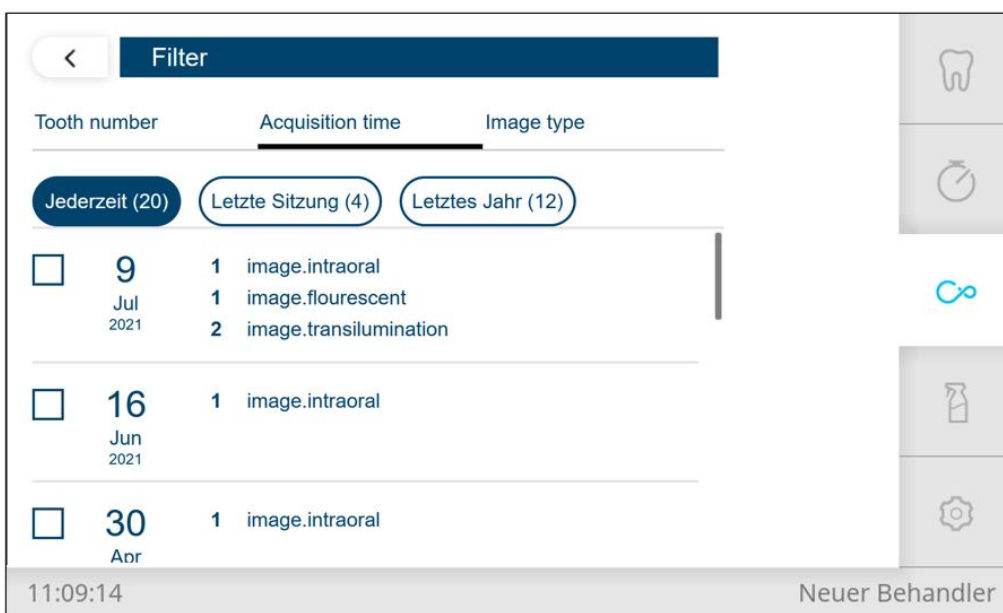 Filter
Tooth number Acquisition time Image type
Jederzeit (20) Letzte Sitzung (4) Letztes Jahr (12)
9 1 image.intraoral
Jul 1 image.flourescent
2021 2 image.transilumination
16 1 image.intraoral
Jun
2021
30 1 image.intraoral
Apr
11:09:14 Neuer Behandler